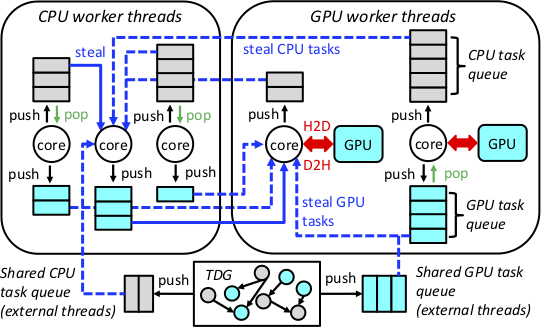 CPU worker threads
GPU worker threads
steal
steal CPU tasks
CPU task
queue
push
pop
push
pop
push
push
core
core
core
core
H2D
D2H
GPU
core
GPU
push
push
push
pop
steal GPU
tasks
GPU task
queue
Shared CPU
task queue
(external threads)
push
TDG
push
Shared GPU task
queue
(external threads)